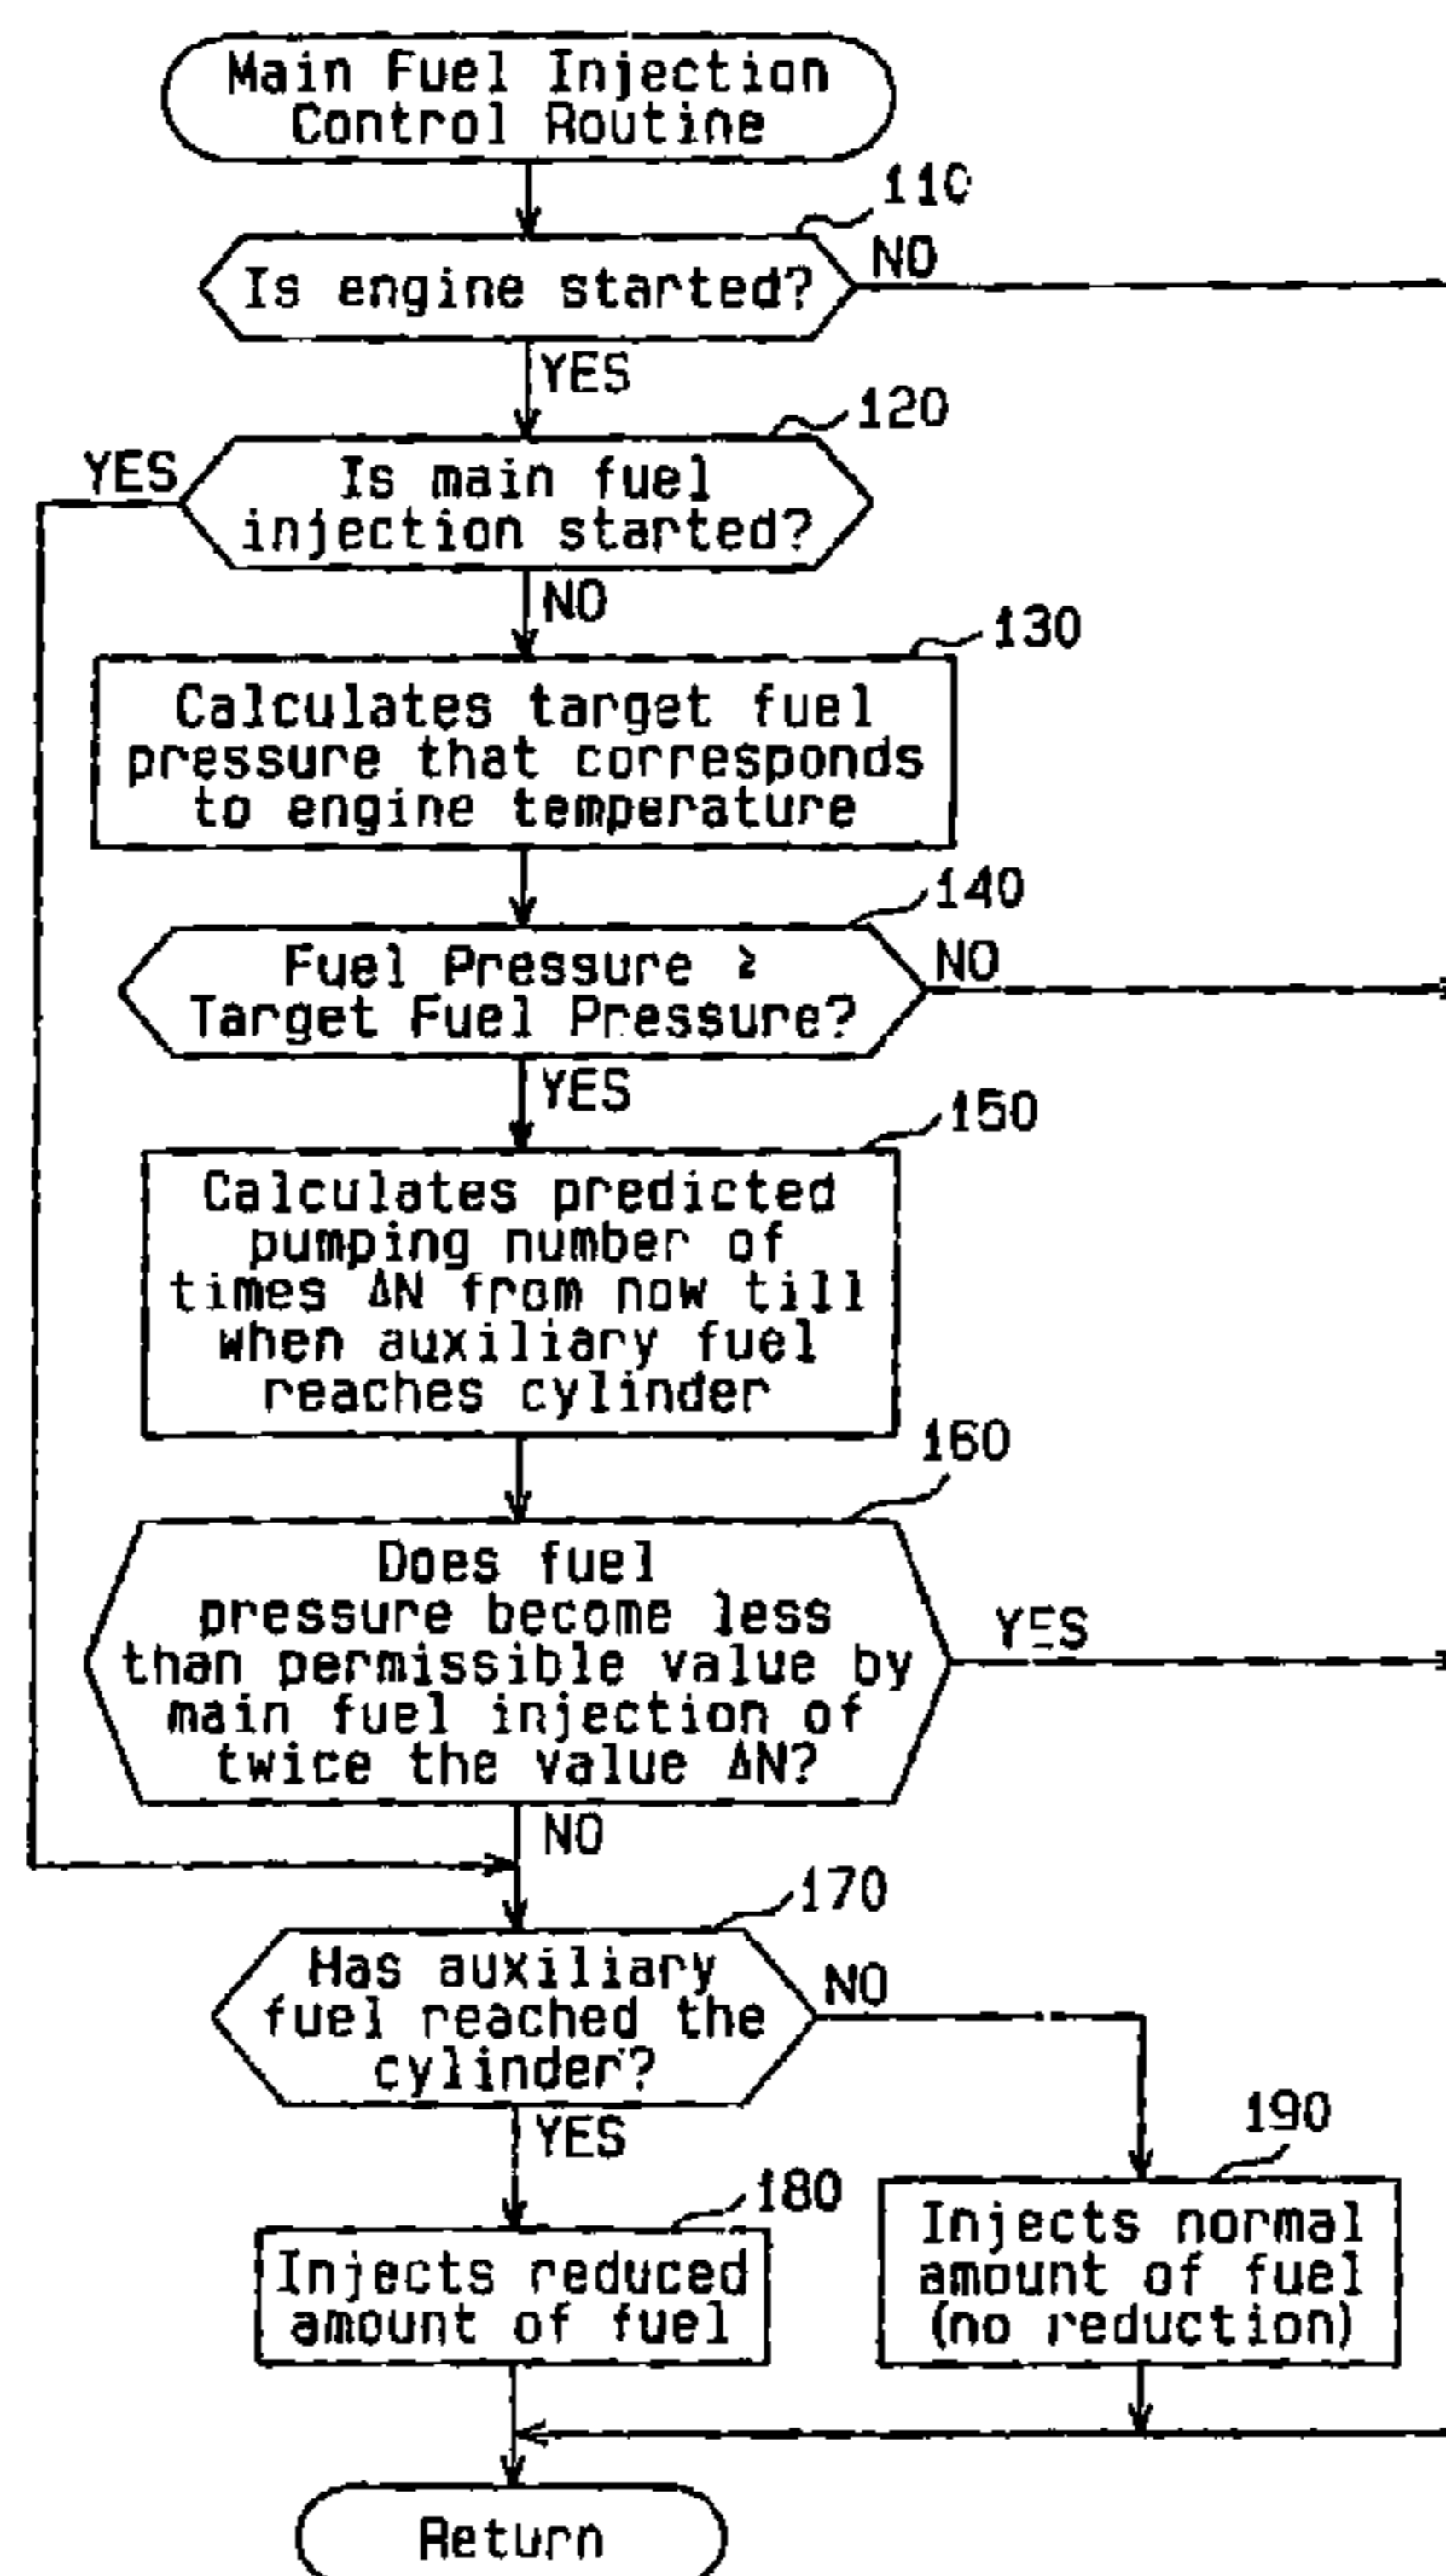 Main Fuel Injection
Control Routine
110
Is engine started?
NO
YES
120
YES
Is main fuel
injection started?
NO
130
Calculates target fuel
pressure that corresponds
to engine temperature
140
Fuel Pressure ≥
Target Fuel Pressure?
NO
YES
150
Calculates predicted
pumping number of
times ΔN from now till
when auxiliary fuel
reaches cylinder
160
Does fuel
pressure become less
than permissible value by
main fuel injection of
twice the value ΔN?
YES
NO
170
Has auxiliary
fuel reached the
cylinder?
NO
YES
180
Injects reduced
amount of fuel
190
Injects normal
amount of fuel
(no reduction)
Return